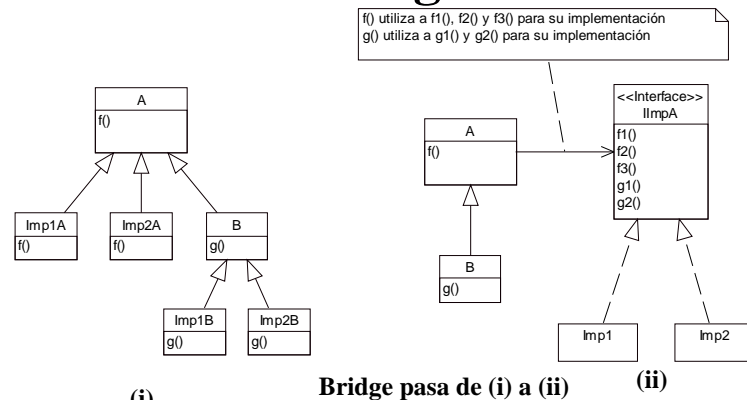 f() utiliza a f1(), f2() y f3() para su implementación
g() utiliza a g1() y g2() para su implementación
A
f()
Imp1A
f()
Imp2A
f()
B
g()
Imp1B
g()
Imp2B
g()
A
f()
B
g()
<<Interface>>
IImpA
f1()
f2()
f3()
g1()
g2()
Imp1
Imp2
(i)
Bridge pasa de (i) a (ii)
(ii)